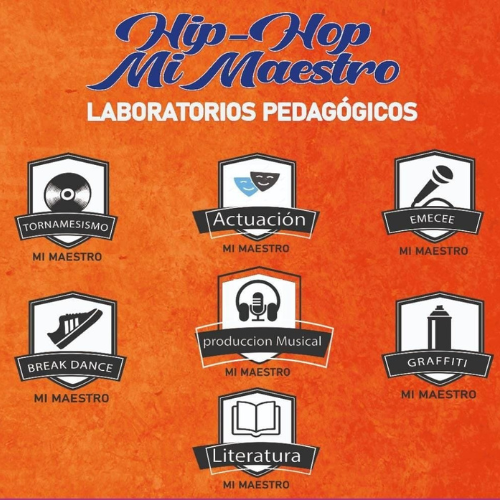 Hip-Hop
Mi Maestro
LABORATORIOS PEDAGÓGICOS
TORNAMESISMO
MI MAESTRO
Actuación
MI MAESTRO
EMECEE
MI MAESTRO
BREAK DANCE
MI MAESTRO
produccion Musical
MI MAESTRO
GRAFFITI
MI MAESTRO
Literatura
MI MAESTRO